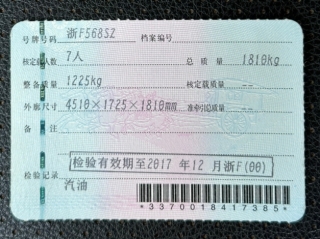 号牌号码 浙F568SZ 档案编号
核定载人数 7人 总质量 1810kg
整备质量 1225kg 核定载质量 --
外廓尺寸 4510×1725×1810mm 准牵引总质量 --
备注
检验有效期至2017年12月浙F(00)
检验记录
汽油
*3370018417385*